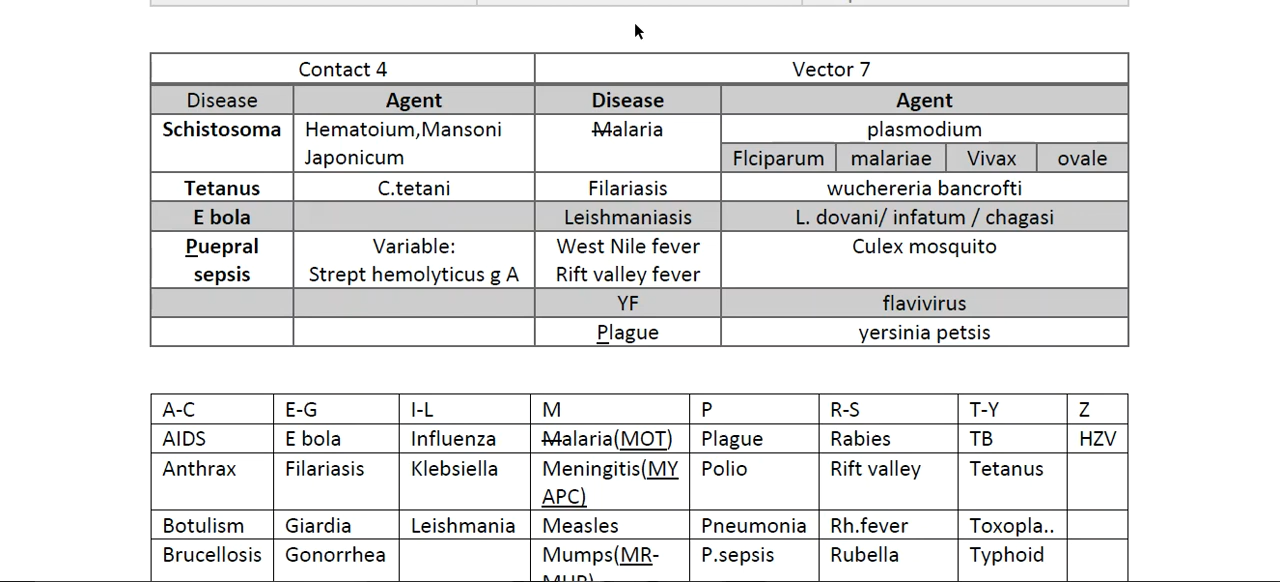 Contact 4 Vector 7
Disease Agent Disease Agent
Schistosoma Hematoium,Mansoni Malaria plasmodium
Japonicum Flciparum malariae Vivax ovale
Tetanus C.tetani Filariasis wuchereria bancrofti
E bola Leishmaniasis L. dovani/ infatum / chagasi
Puepral Variable: West Nile fever Culex mosquito
sepsis Strept hemolyticus g A Rift valley fever
YF flavivirus
Plague yersinia petsis
A-C E-G I-L M P R-S T-Y Z
AIDS E bola Influenza Malaria(MOT) Plague Rabies TB HZV
Anthrax Filariasis Klebsiella Meningitis(MY Polio Rift valley Tetanus
APC)
Botulism Giardia Leishmania Measles Pneumonia Rh.fever Toxopla..
Brucellosis Gonorrhea Mumps(MR- P.sepsis Rubella Typhoid